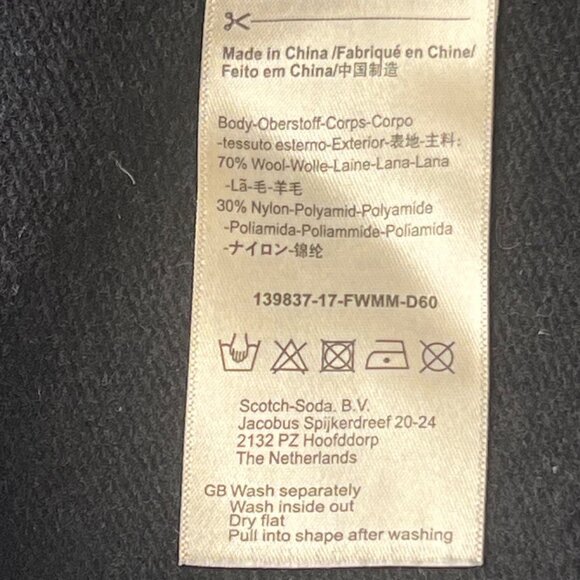 Made in China /Fabriqué en Chine/
Feito em China/中国制造
Body-Oberstoff-Corps-Corpo
-tessuto esterno-Exterior-表地-主料:
70% Wool-Wolle-Laine-Lana-Lana
-Lã-毛-羊毛
30% Nylon-Polyamid-Polyamide
-Poliamida-Poliammide-Poliamida
-ナイロン-锦纶
139837-17-FWMM-D60
Scotch-Soda. B.V.
Jacobus Spijkerdreef 20-24
2132 PZ Hoofddorp
The Netherlands
GB Wash separately
Wash inside out
Dry flat
Pull into shape after washing